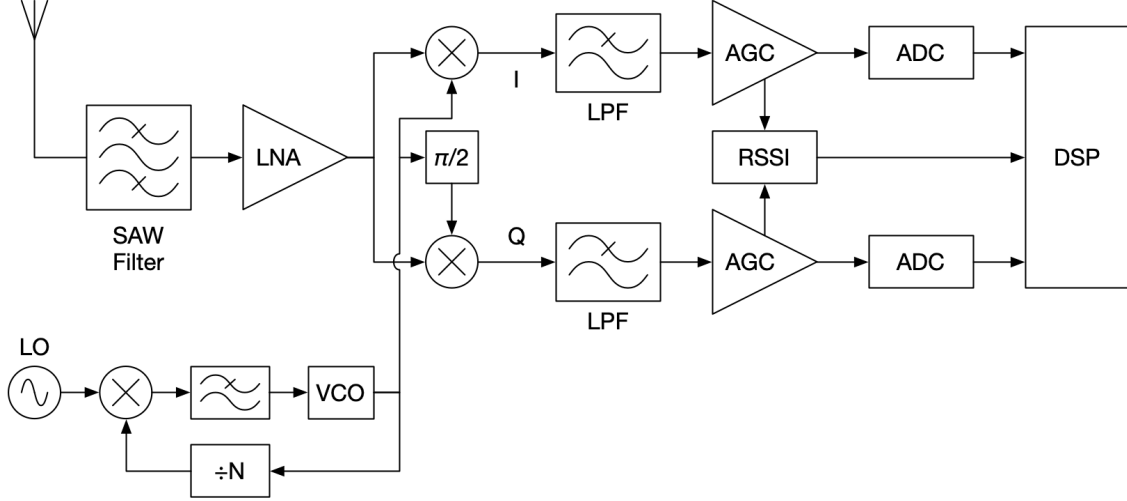 AGC
ADC
I
LPF
LNA
π/2
RSSI
DSP
SAW
Filter
Q
AGC
ADC
LPF
LO
VCO
÷N